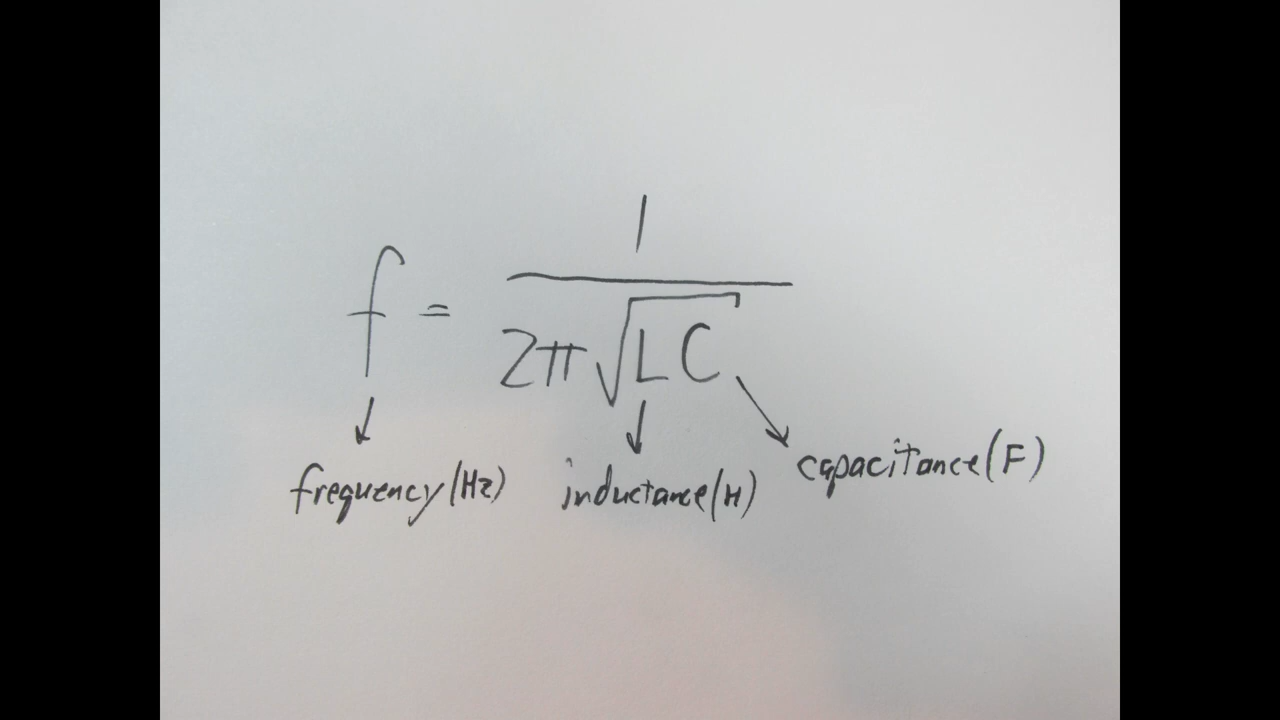 f = 1 / 2π√LC
frequency(Hz) inductance(H) capacitance(F)